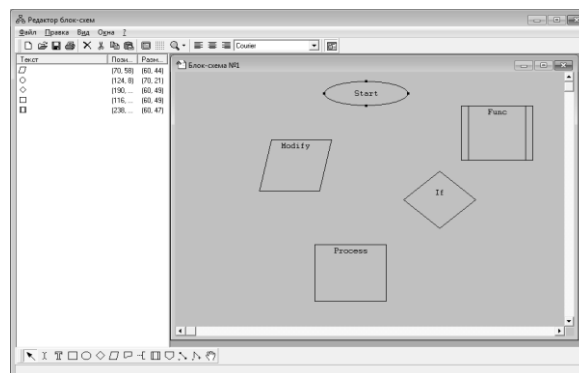 Редактор блок-схем
Файл Правка Вид Окна ?
Courier
Текст Пози... Разм...
(70, 58) (60, 44)
(124, 8) (70, 21)
(190, ... (60, 49)
(116, ... (60, 49)
(238, ... (60, 47)
Блок-схема №1
Start
Func
Modify
If
Process